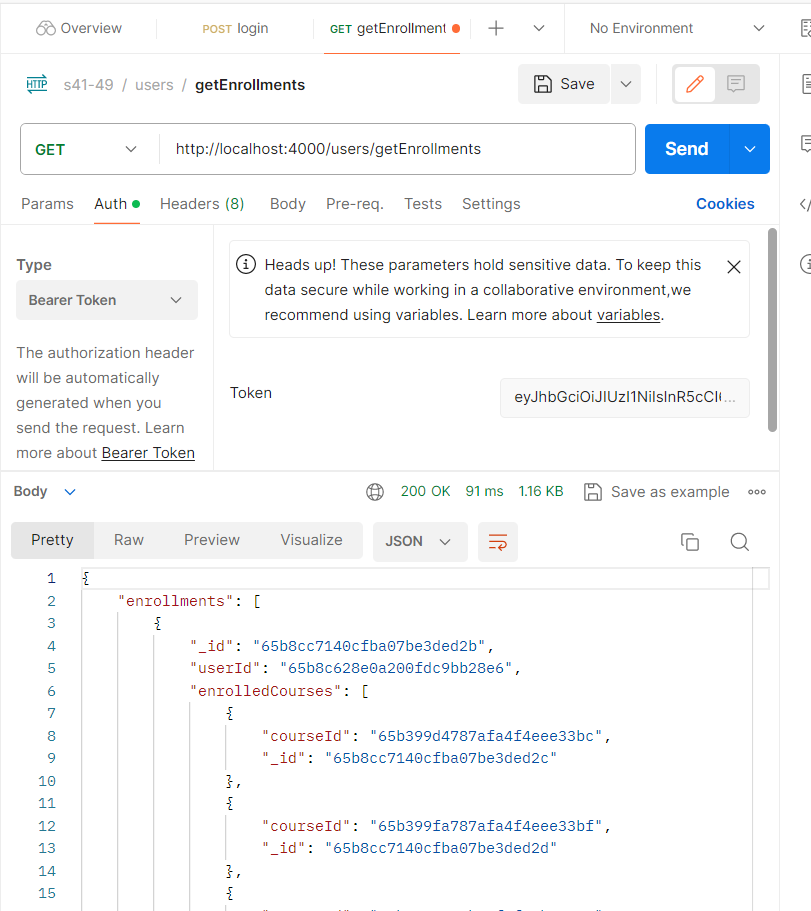 Overview
POST login
GET getEnrollment
No Environment
HTTP s41-49 / users / getEnrollments
Save
GET http://localhost:4000/users/getEnrollments
Send
Params Auth Headers (8) Body Pre-req. Tests Settings Cookies
Type
Bearer Token
The authorization header
will be automatically
generated when you
send the request. Learn
more about Bearer Token
Heads up! These parameters hold sensitive data. To keep this
data secure while working in a collaborative environment,we
recommend using variables. Learn more about variables.
Token
Body 200 OK 91 ms 1.16 KB Save as example
Pretty Raw Preview Visualize JSON
1 {
2 "enrollments": [
3 {
4 "_id": "65b8cc7140cfba07be3ded2b",
5 "userId": "65b8c628e0a200fdc9bb28e6",
6 "enrolledCourses": [
7 {
8 "courseId": "65b399d4787afa4f4eee33bc",
9 "_id": "65b8cc7140cfba07be3ded2c"
10 },
11 {
12 "courseId": "65b399fa787afa4f4eee33bf",
13 "_id": "65b8cc7140cfba07be3ded2d"
14 },
15 {